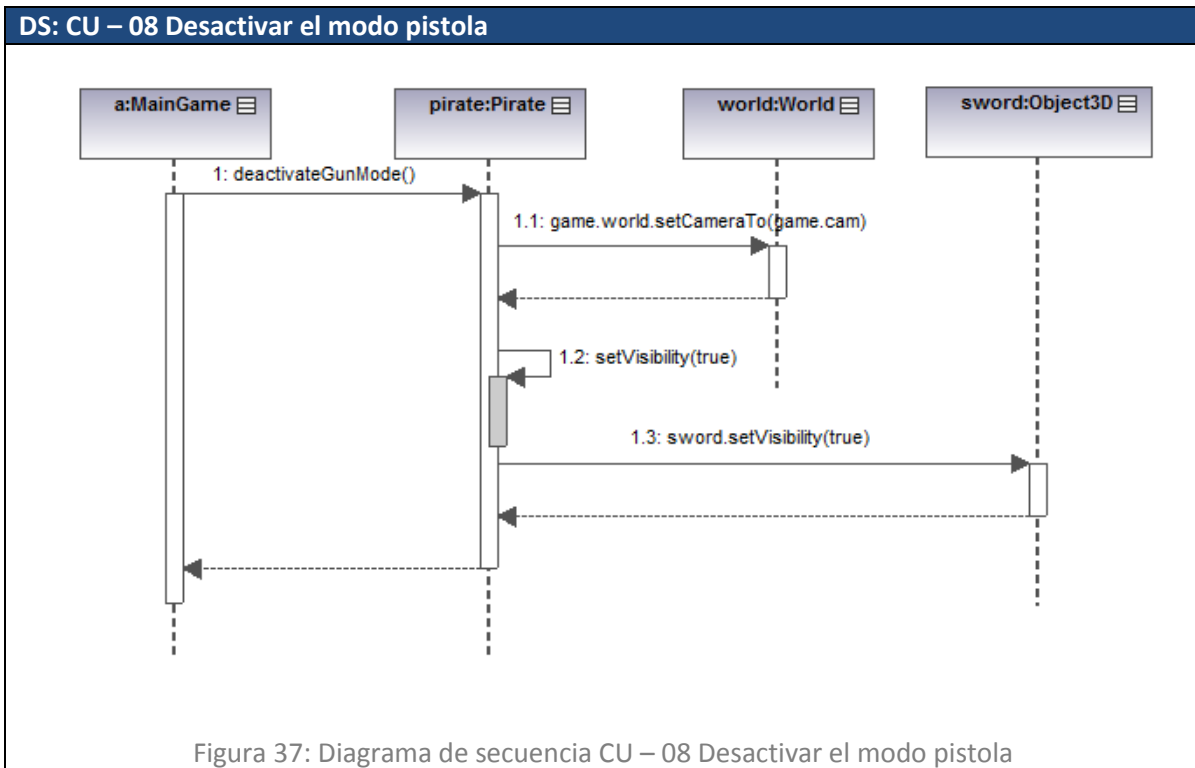 DS: CU – 08 Desactivar el modo pistola
a:MainGame
pirate:Pirate
world:World
sword:Object3D
1: deactivateGunMode()
1.1: game.world.setCameraTo(game.cam)
1.2: setVisibility(true)
1.3: sword.setVisibility(true)
Figura 37: Diagrama de secuencia CU – 08 Desactivar el modo pistola